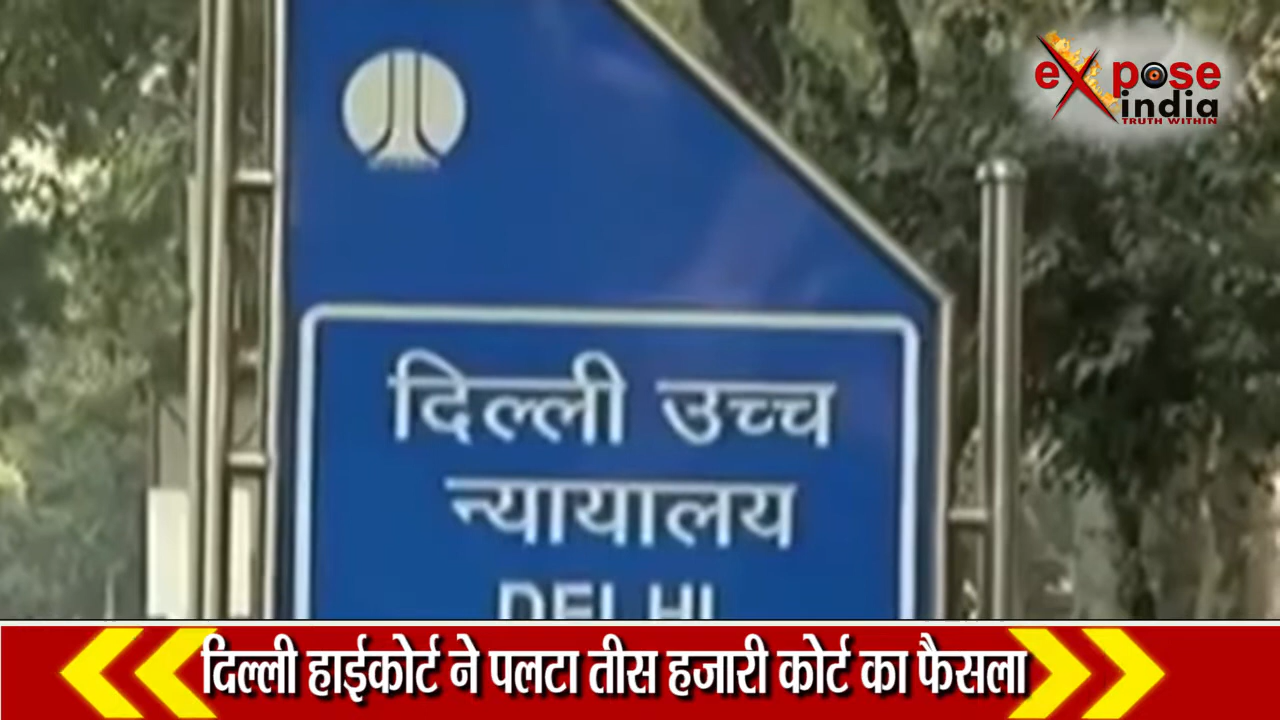 expose
india
TRUTH WITHIN
दिल्ली उच्च
न्यायालय
DELHI
दिल्ली हाईकोर्ट ने पलटा तीस हजारी कोर्ट का फैसला